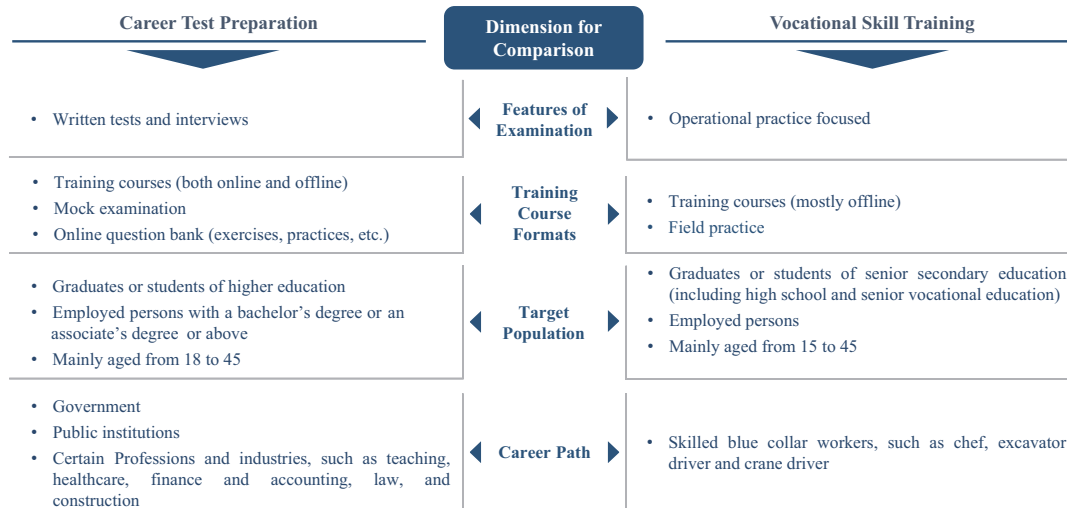 Career Test Preparation
Dimension for
Comparison
Vocational Skill Training
• Written tests and interviews
Features of
Examination
• Operational practice focused
• Training courses (both online and offline)
• Mock examination
• Online question bank (exercises, practices, etc.)
Training
Course
Formats
• Training courses (mostly offline)
• Field practice
• Graduates or students of higher education
• Employed persons with a bachelor's degree or an
associate's degree or above
• Mainly aged from 18 to 45
Target
Population
• Graduates or students of senior secondary education
(including high school and senior vocational education)
• Employed persons
• Mainly aged from 15 to 45
• Government
• Public institutions
• Certain Professions and industries, such as teaching,
healthcare, finance and accounting, law, and
construction
Career Path
• Skilled blue collar workers, such as chef, excavator
driver and crane driver